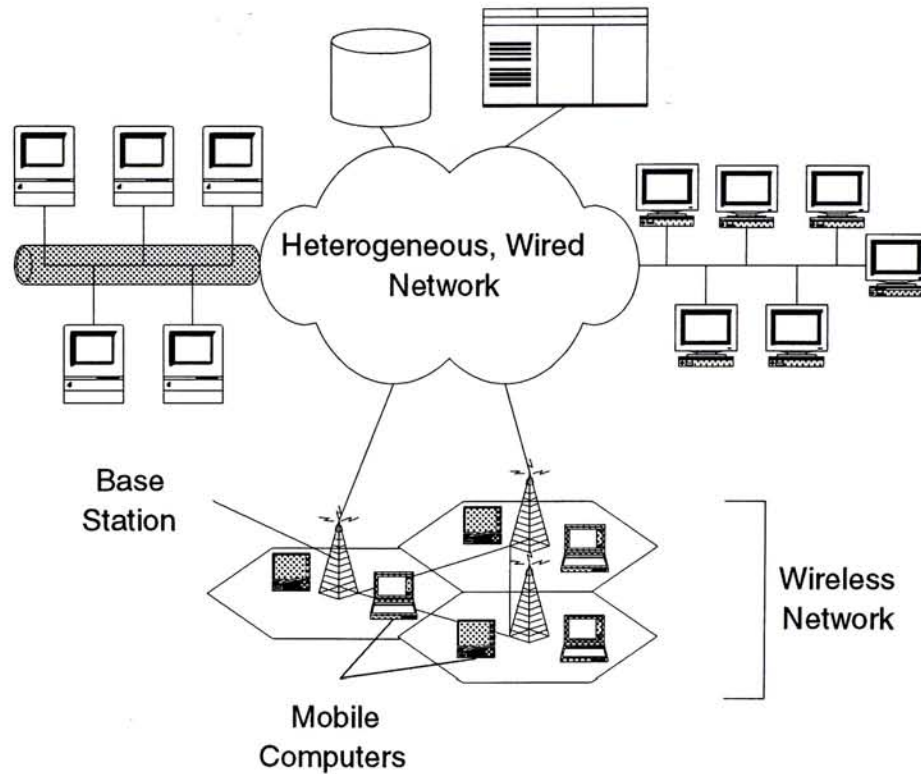 Heterogeneous, Wired
Network
Base
Station
Wireless
Network
Mobile
Computers